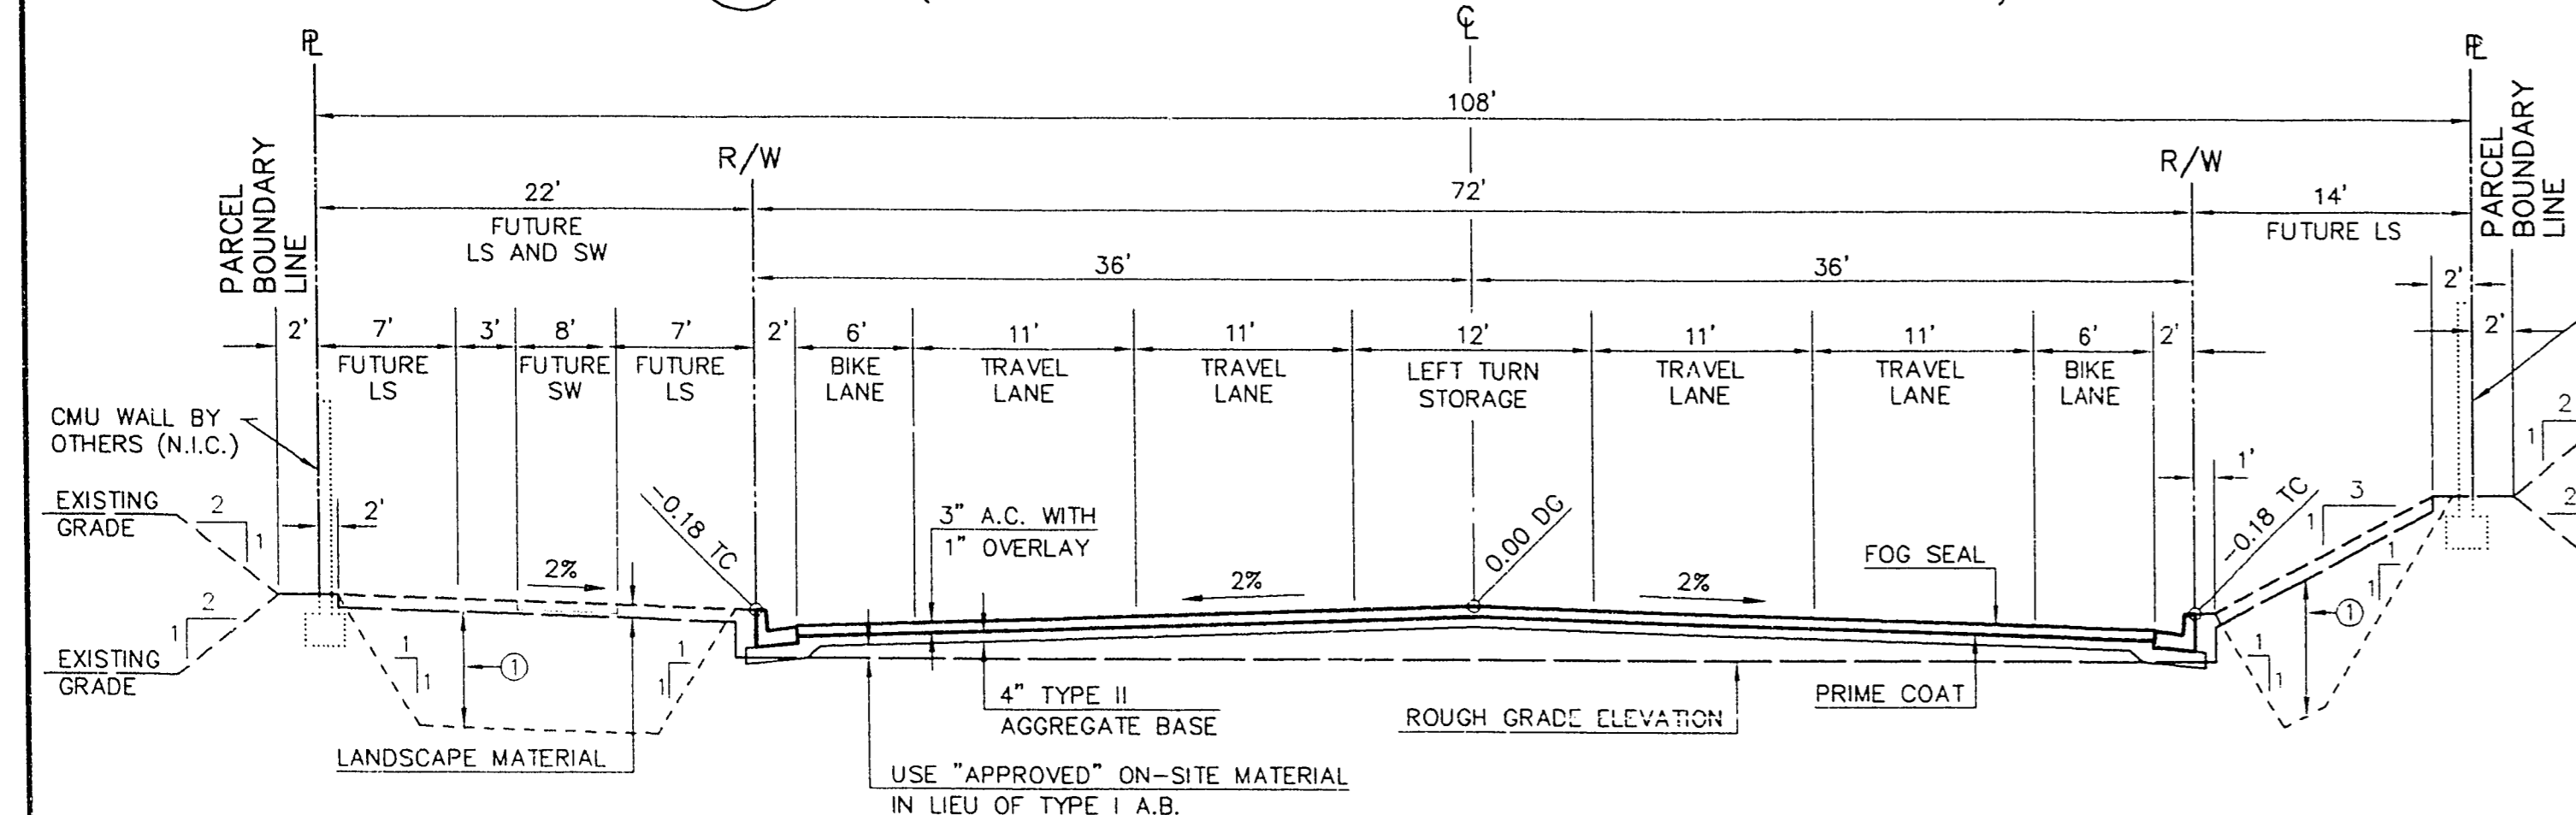 PL
CL
PL
108'
PARCEL
BOUNDARY
LINE
R/W
R/W
PARCEL
BOUNDARY
LINE
22'
FUTURE
LS AND SW
72'
14'
FUTURE LS
36'
36'
2'
7'
FUTURE
LS
3'
8'
FUTURE
SW
7'
FUTURE
LS
2'
6'
BIKE
LANE
11'
TRAVEL
LANE
11'
TRAVEL
LANE
12'
LEFT TURN
STORAGE
11'
TRAVEL
LANE
11'
TRAVEL
LANE
6'
BIKE
LANE
2'
2'
2'
CMU WALL BY
OTHERS (N.I.C.)
EXISTING
GRADE
2
1
2'
-0.18 TC
3" A.C. WITH
1" OVERLAY
0.00 DG
FOG SEAL
1'
-0.18 TC
3
1
2
1
2
2%
2%
2%
2
1
EXISTING
GRADE
1
1
1
1
1
1
1
1
1
1
LANDSCAPE MATERIAL
4" TYPE II
AGGREGATE BASE
USE "APPROVED" ON-SITE MATERIAL
IN LIEU OF TYPE I A.B.
ROUGH GRADE ELEVATION
PRIME COAT